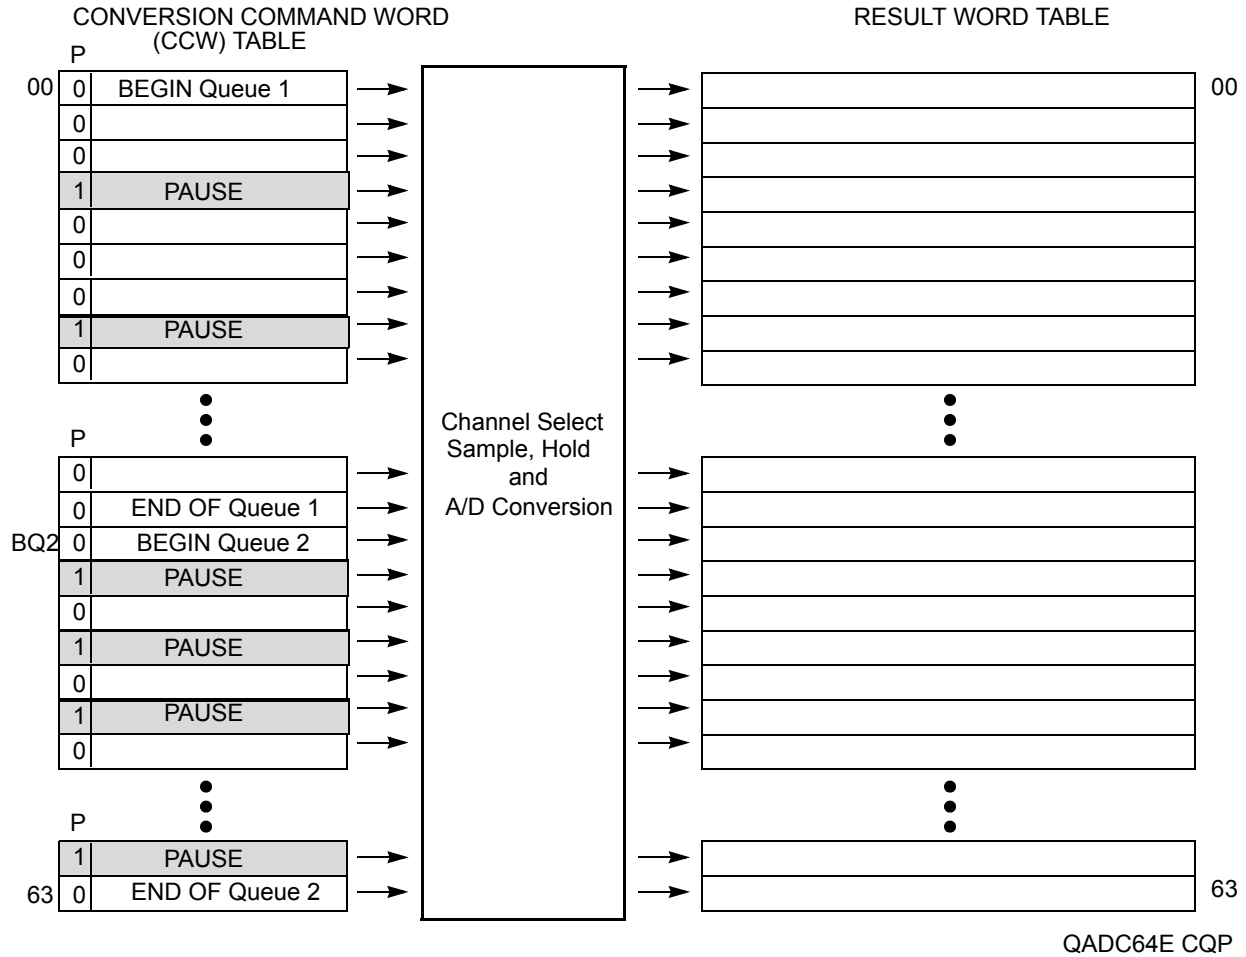 CONVERSION COMMAND WORD
(CCW) TABLE
RESULT WORD TABLE
P
00 0 BEGIN Queue 1 00
0
0
1 PAUSE
0
0
0
1 PAUSE
0
P
0
0 END OF Queue 1
BQ2 0 BEGIN Queue 2
1 PAUSE
0
1 PAUSE
0
1 PAUSE
0
Channel Select
Sample, Hold
and
A/D Conversion
P
1 PAUSE
63 0 END OF Queue 2 63
QADC64E CQP